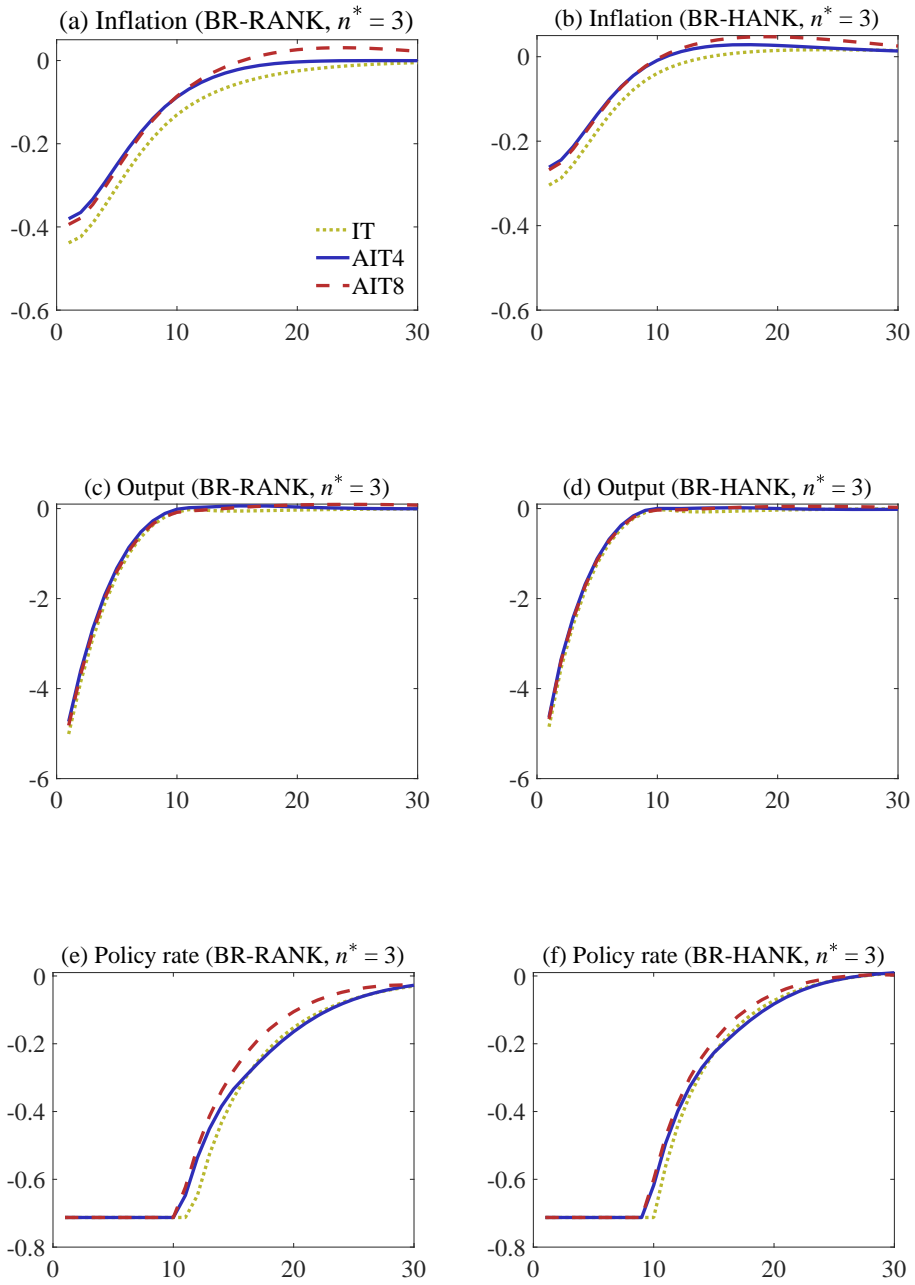 (a) Inflation (BR-RANK, n* = 3)
0
-0.2
-0.4
-0.6
0 10 20 30
IT
AIT4
AIT8
(b) Inflation (BR-HANK, n* = 3)
0
-0.2
-0.4
-0.6
0 10 20 30
(c) Output (BR-RANK, n* = 3)
0
-2
-4
-6
0 10 20 30
(d) Output (BR-HANK, n* = 3)
0
-2
-4
-6
0 10 20 30
(e) Policy rate (BR-RANK, n* = 3)
0
-0.2
-0.4
-0.6
-0.8
0 10 20 30
(f) Policy rate (BR-HANK, n* = 3)
0
-0.2
-0.4
-0.6
-0.8
0 10 20 30